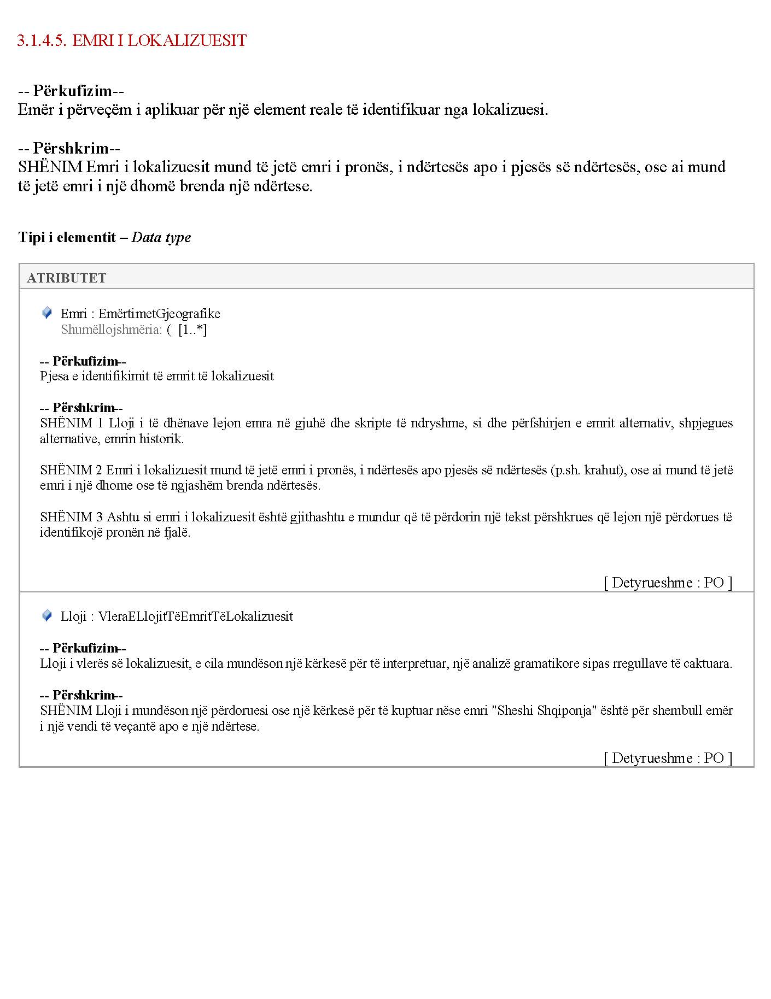 3.1.4.5. EMRI I LOKALIZUESIT
-- Përkufizim--
Emër i përveçëm i aplikuar për një element reale të identifikuar nga lokalizuesi.
-- Përshkrim--
SHËNIM Emri i lokalizuesit mund të jetë emri i pronës, i ndërtesës apo i pjesës së ndërtesës, ose ai mund
të jetë emri i një dhomë brenda një ndërtese.
Tipi i elementit – Data type
ATRIBUTET
Emri : EmërtimetGjeografike
Shumëllojshmëria: ( [1..*]
-- Përkufizim--
Pjesa e identifikimit të emrit të lokalizuesit
-- Përshkrim--
SHËNIM 1 Lloji i të dhënave lejon emra në gjuhë dhe skripte të ndryshme, si dhe përfshirjen e emrit alternativ, shpjegues
alternative, emrin historik.
SHËNIM 2 Emri i lokalizuesit mund të jetë emri i pronës, i ndërtesës apo pjesës së ndërtesës (p.sh. krahut), ose ai mund të jetë
emri i një dhome ose të ngjashëm brenda ndërtesës.
SHËNIM 3 Ashtu si emri i lokalizuesit është gjithashtu e mundur që të përdorin një tekst përshkrues që lejon një përdorues të
identifikojë pronën në fjalë.
[ Detyrueshme : PO ]
Lloji : VleraELlojitTëEmritTëLokalizuesit
-- Përkufizim--
Lloji i vlerës së lokalizuesit, e cila mundëson një kërkesë për të interpretuar, një analizë gramatikore sipas rregullave të caktuara.
-- Përshkrim--
SHËNIM Lloji i mundëson një përdoruesi ose një kërkesë për të kuptuar nëse emri "Sheshi Shqiponja" është për shembull emër
i një vendi të veçantë apo e një ndërtese.
[ Detyrueshme : PO ]